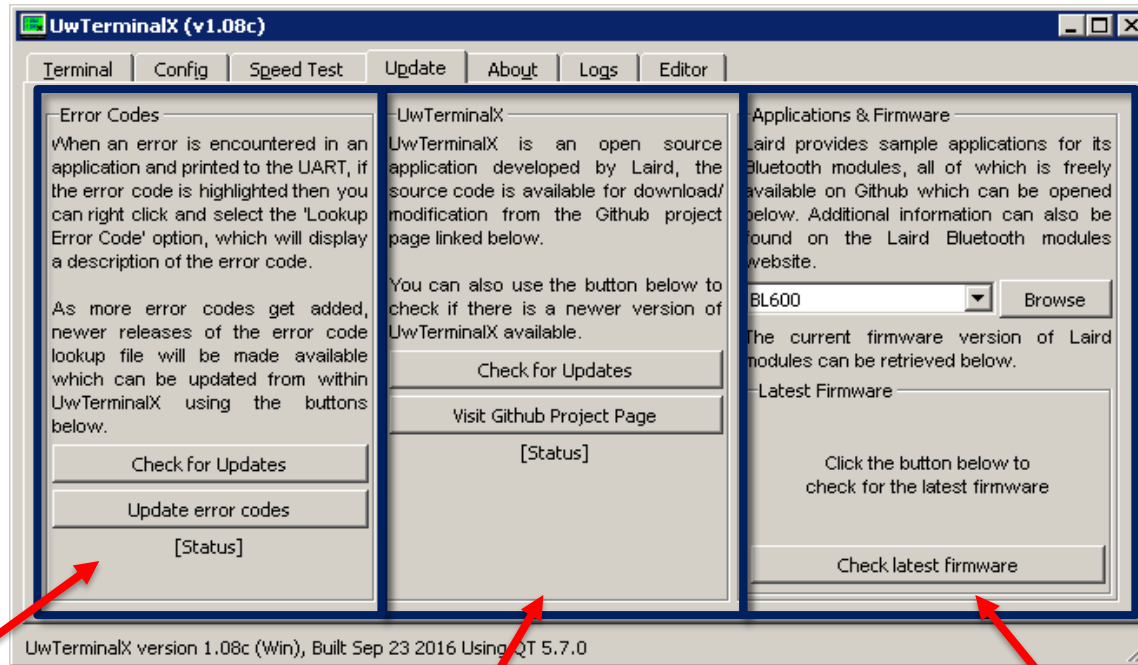 UwTerminalX (v1.08c)
Terminal Config Speed Test Update About Logs Editor
Error Codes
When an error is encountered in an
application and printed to the UART, if
the error code is highlighted then you
can right click and select the 'Lookup
Error Code' option, which will display
a description of the error code.
As more error codes get added,
newer releases of the error code
lookup file will be made available
which can be updated from within
UwTerminalX using the buttons
below.
Check for Updates
Update error codes
[Status]
UwTerminalX
UwTerminalX is an open source
application developed by Laird, the
source code is available for download/
modification from the Github project
page linked below.
You can also use the button below to
check if there is a newer version of
UwTerminalX available.
Check for Updates
Visit Github Project Page
[Status]
Applications & Firmware
Laird provides sample applications for its
Bluetooth modules, all of which is freely
available on Github which can be opened
below. Additional information can also be
found on the Laird Bluetooth modules
website.
BL600 Browse
The current firmware version of Laird
modules can be retrieved below.
Latest Firmware
Click the button below to
check for the latest firmware
Check latest firmware
UwTerminalX version 1.08c (Win), Built Sep 23 2016 Using QT 5.7.0